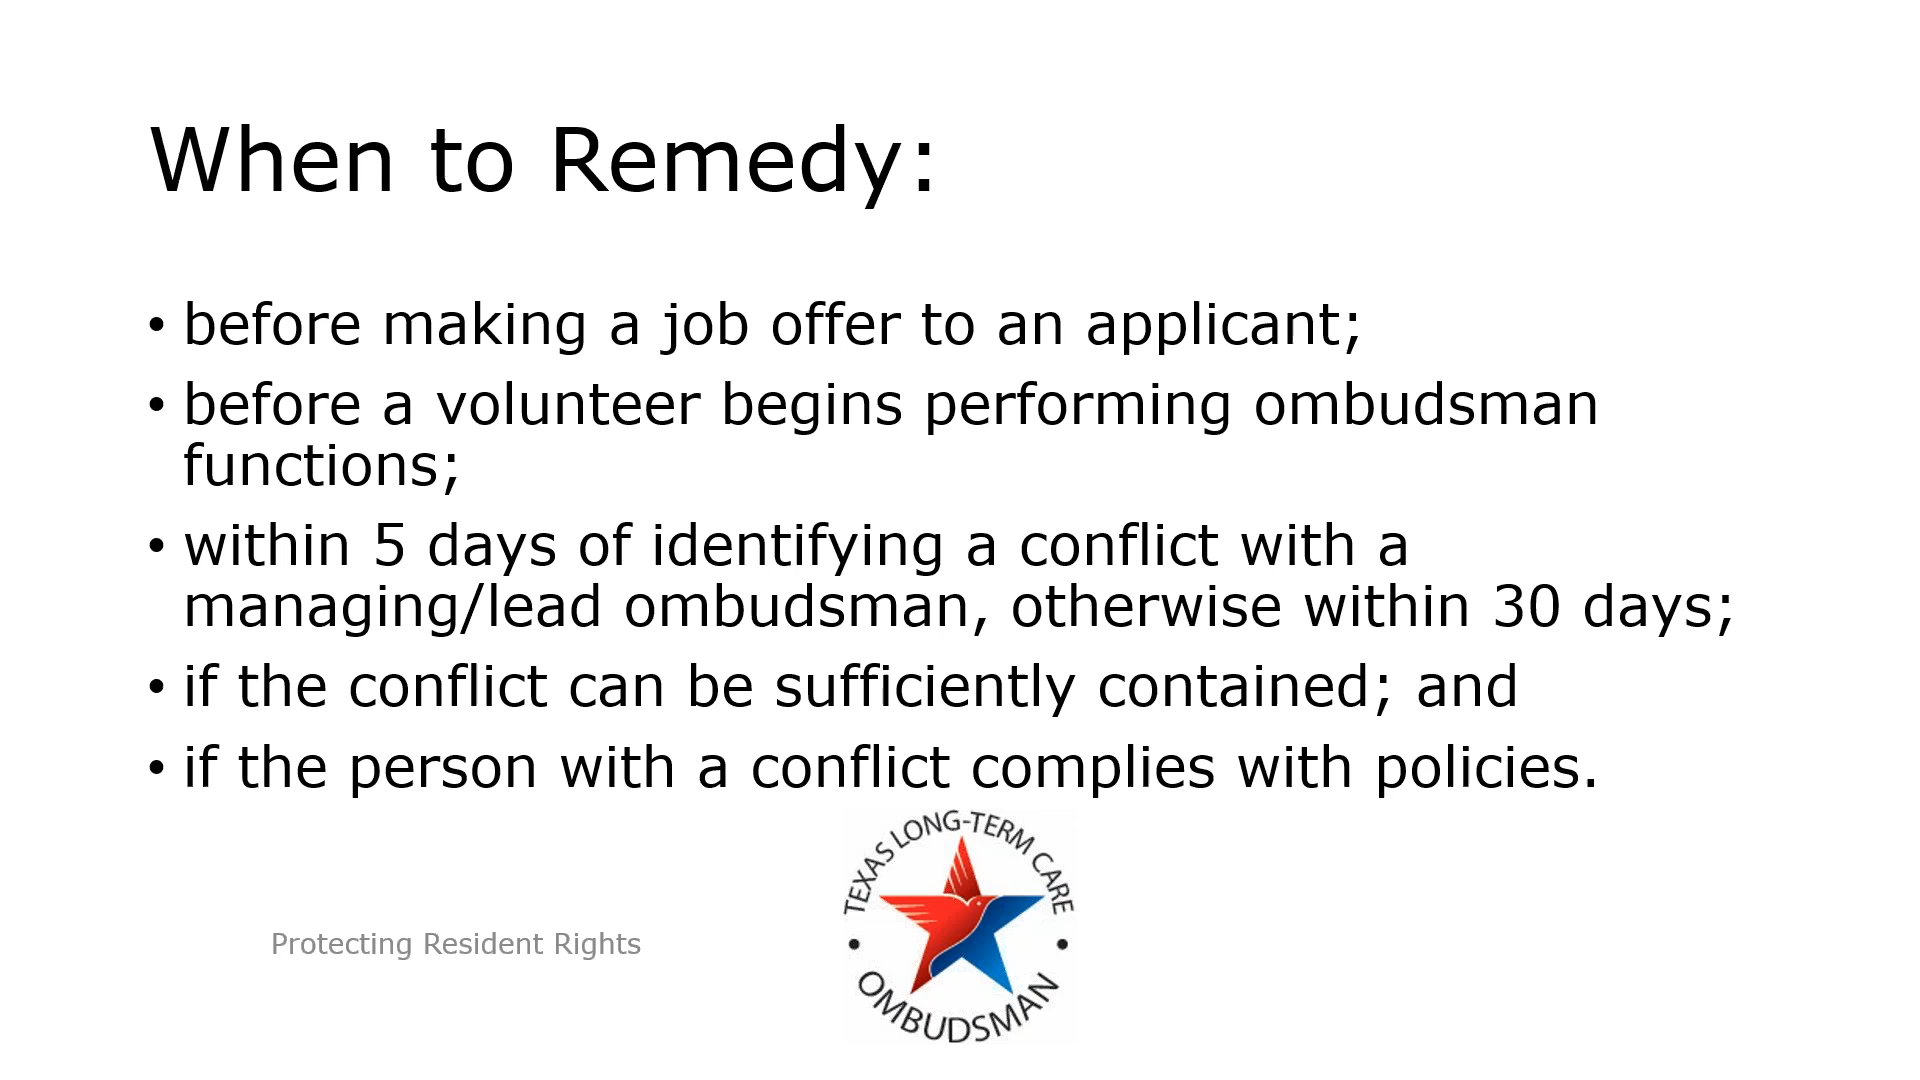 When to Remedy:
• before making a job offer to an applicant;
• before a volunteer begins performing ombudsman
functions;
• within 5 days of identifying a conflict with a
managing/lead ombudsman, otherwise within 30 days;
• if the conflict can be sufficiently contained; and
• if the person with a conflict complies with policies.
Protecting Resident Rights
TEXAS LONG-TERM CARE
• OMBUDSMAN •